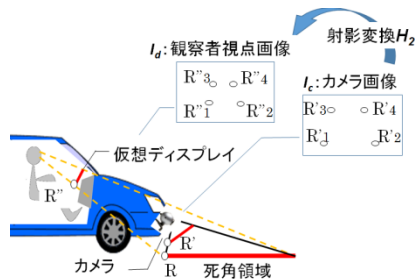 射影変換H₂
I_d:観察者視点画像
R"3 R"4
R"1 R"2
I_c:カメラ画像
R'3 R'4
R'1 R'2
仮想ディスプレイ
R"
R'
カメラ
R
死角領域